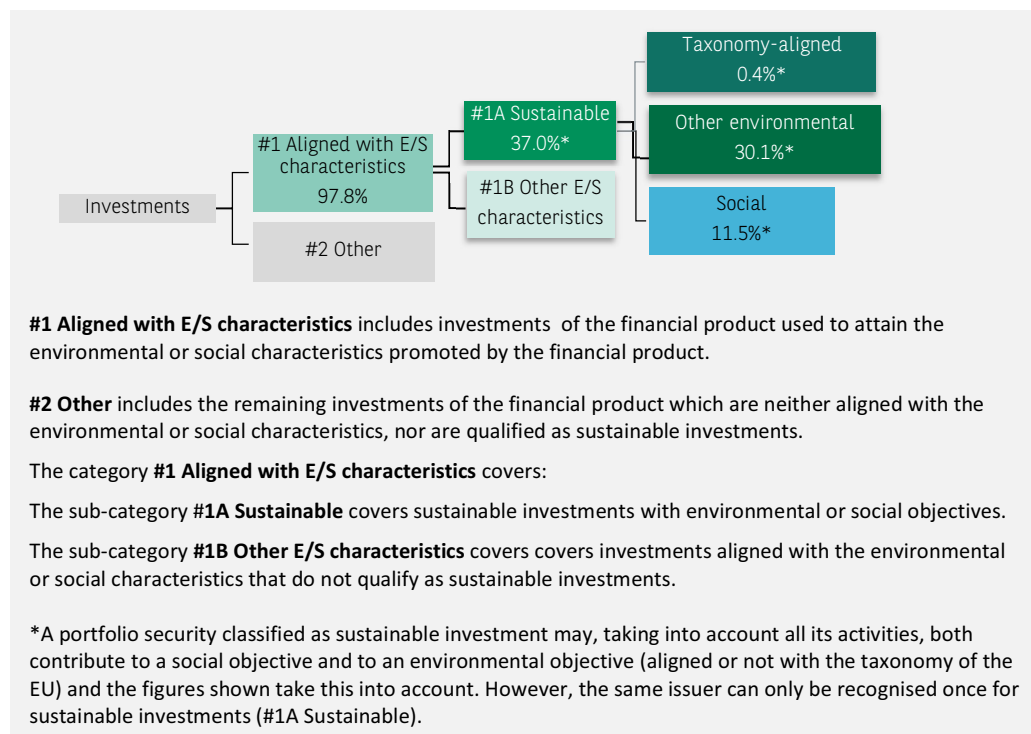 Taxonomy-aligned
0.4%*
#1A Sustainable
37.0%*
Other environmental
30.1%*
#1 Aligned with E/S
characteristics
97.8%
#1B Other E/S
characteristics
Investments
Social
11.5%*
#2 Other
#1 Aligned with E/S characteristics includes investments of the financial product used to attain the
environmental or social characteristics promoted by the financial product.
#2 Other includes the remaining investments of the financial product which are neither aligned with the
environmental or social characteristics, nor are qualified as sustainable investments.
The category #1 Aligned with E/S characteristics covers:
The sub-category #1A Sustainable covers sustainable investments with environmental or social objectives.
The sub-category #1B Other E/S characteristics covers covers investments aligned with the environmental
or social characteristics that do not qualify as sustainable investments.
*A portfolio security classified as sustainable investment may, taking into account all its activities, both
contribute to a social objective and to an environmental objective (aligned or not with the taxonomy of the
EU) and the figures shown take this into account. However, the same issuer can only be recognised once for
sustainable investments (#1A Sustainable).